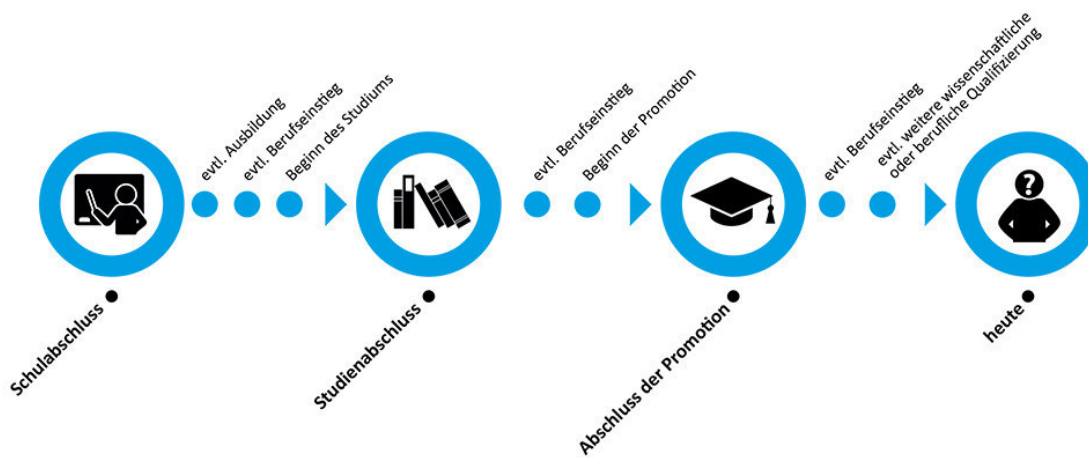 Schulabschluss
evtl. Ausbildung
evtl. Berufseinstieg
Beginn des Studiums
Studienabschluss
evtl. Berufseinstieg
Beginn der Promotion
Abschluss der Promotion
evtl. Berufseinstieg
evtl. weitere wissenschaftliche
oder berufliche Qualifizierung
?
heute